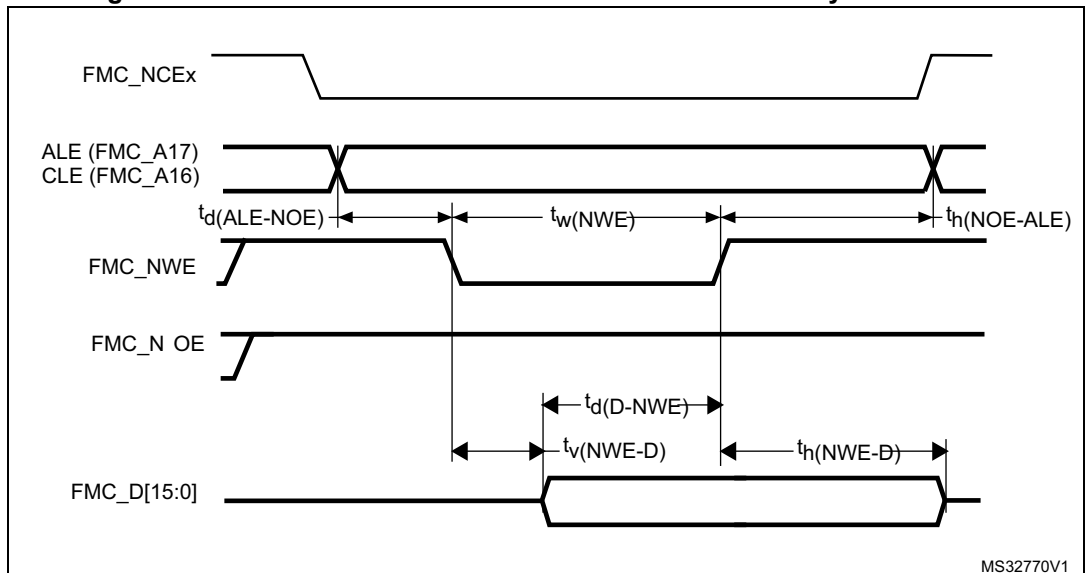 FMC_NCEx
ALE (FMC_A17)
CLE (FMC_A16)
td(ALE-NOE) tw(NWE) th(NOE-ALE)
FMC_NWE
FMC_N OE
td(D-NWE)
tv(NWE-D) th(NWE-D)
FMC_D[15:0]
MS32770V1